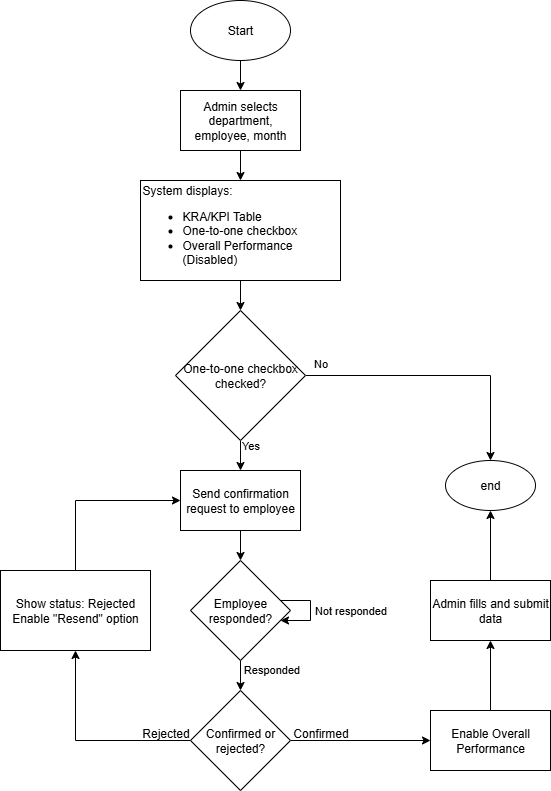 Start
Admin selects
department,
employee, month
System displays:
• KRA/KPI Table
• One-to-one checkbox
• Overall Performance
(Disabled)
One-to-one checkbox
checked?
No
Yes
end
Send confirmation
request to employee
Show status: Rejected
Enable "Resend" option
Employee
responded?
Not responded
Admin fills and submit
data
Responded
Rejected
Confirmed or
rejected?
Confirmed
Enable Overall
Performance